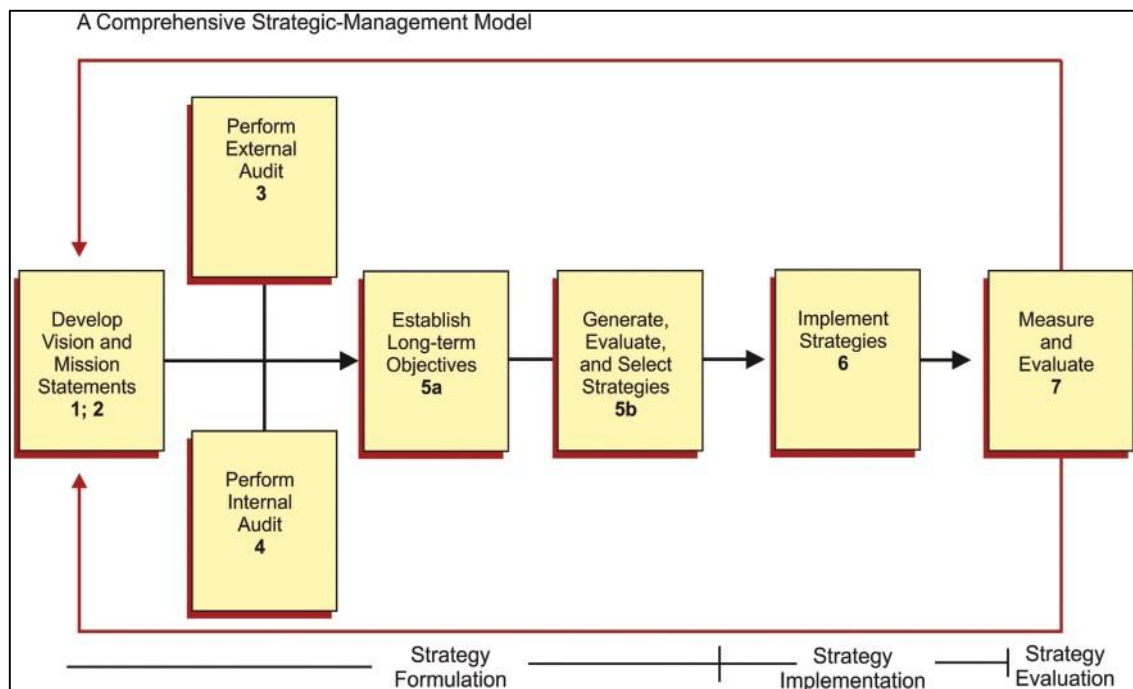 A Comprehensive Strategic-Management Model
Perform
External
Audit
3
Develop
Vision and
Mission
Statements
1; 2
Establish
Long-term
Objectives
5a
Generate,
Evaluate,
and Select
Strategies
5b
Implement
Strategies
6
Measure
and
Evaluate
7
Perform
Internal
Audit
4
Strategy
Formulation
Strategy
Implementation
Strategy
Evaluation